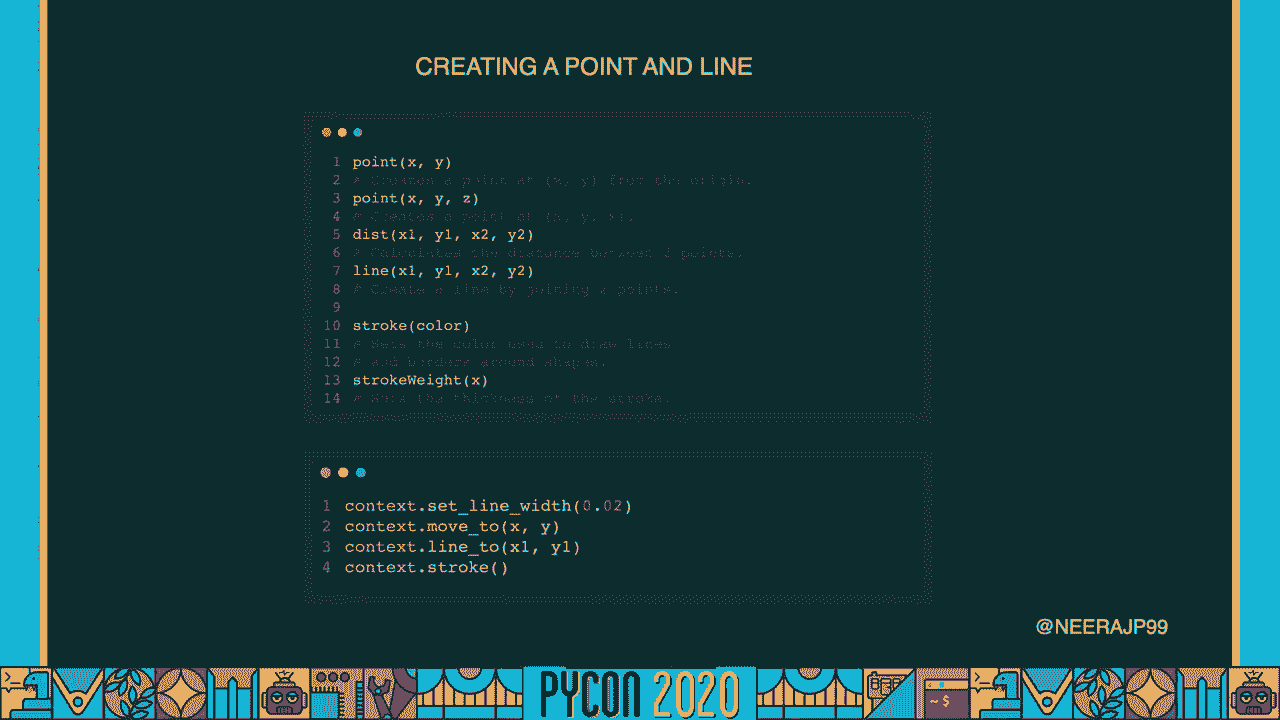 CREATING A POINT AND LINE
1 point(x, y)
2 # Creates a point at (x, y) from the origin.
3 point(x, y, z)
4 # Creates a point at (x, y, z).
5 dist(x1, y1, x2, y2)
6 # Calculates the distance between 2 points.
7 line(x1, y1, x2, y2)
8 # Create a line by joining 2 points.
9
10 stroke(color)
11 # Sets the color used to draw lines
12 # and borders around shapes.
13 strokeWeight(x)
14 # Sets the thickness of the stroke.
1 context.set_line_width(0.02)
2 context.move_to(x, y)
3 context.line_to(x1, y1)
4 context.stroke()
@NEERAJP99
PYCON 2020
~ $